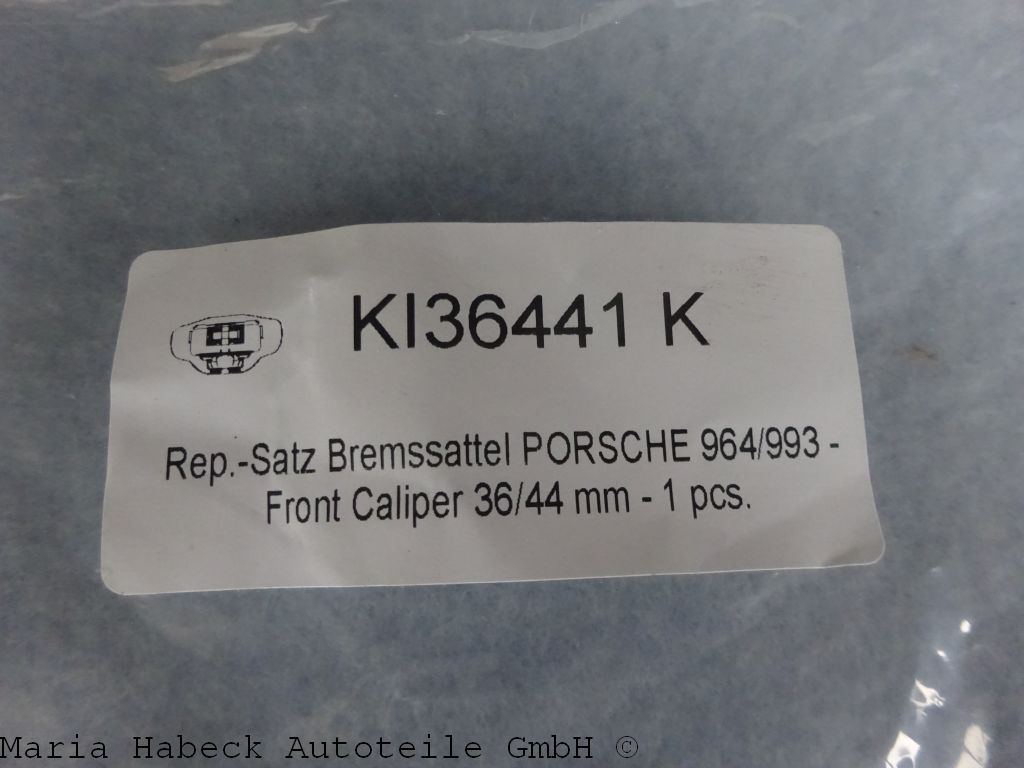 KI36441 K
Rep.-Satz Bremssattel PORSCHE 964/993 -
Front Caliper 36/44 mm - 1 pcs.
Maria Habeck Autoteile GmbH ©